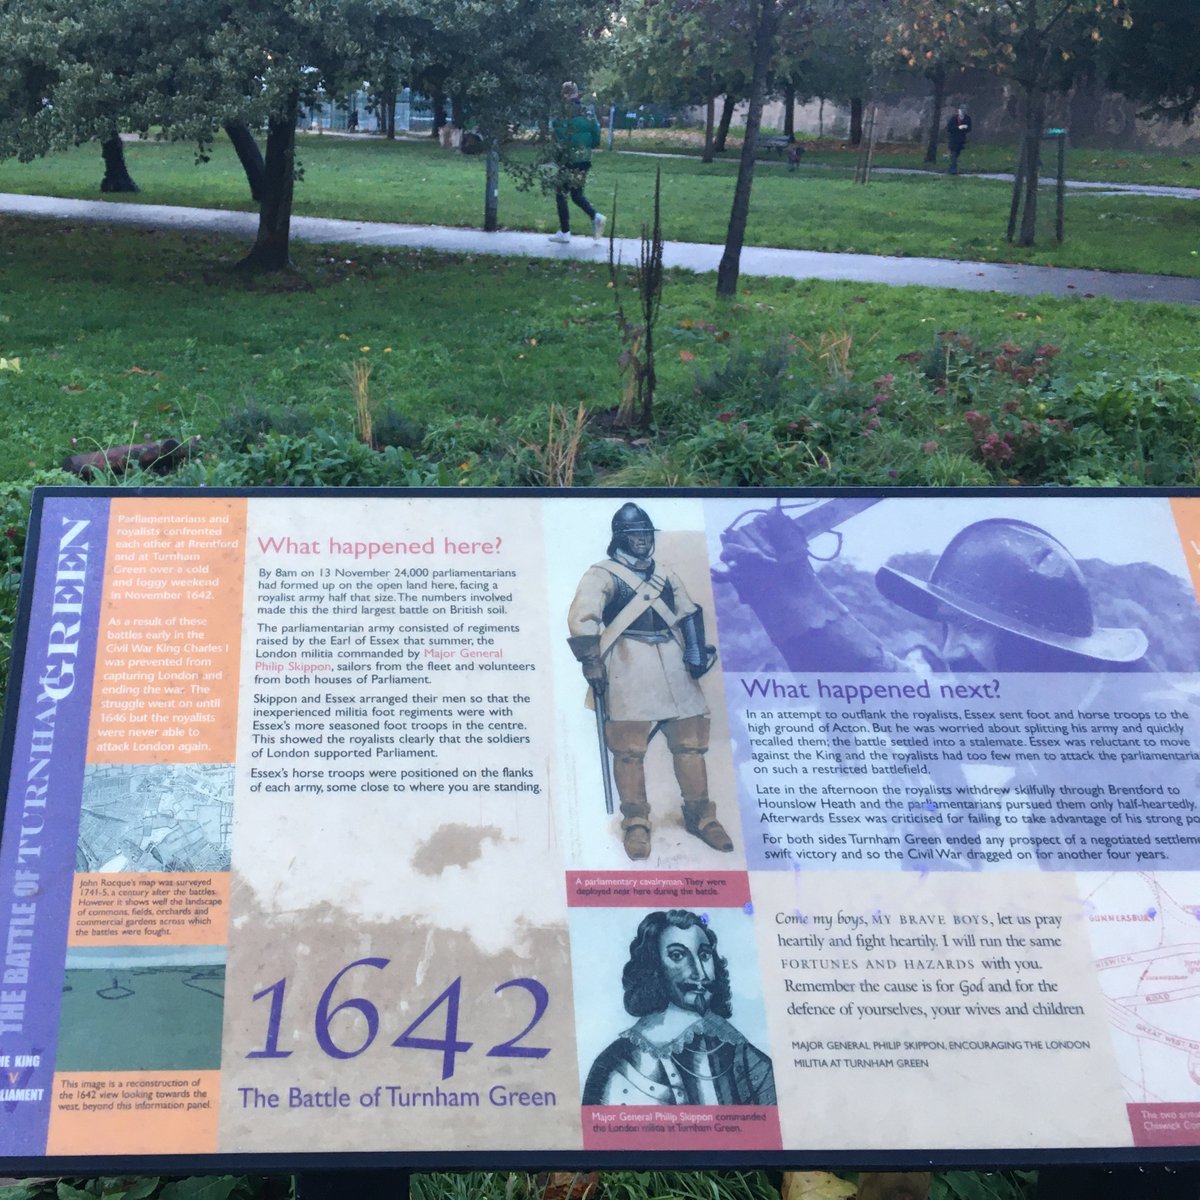 THE BATTLE OF TURNHAM
GREEN
HE KING
V
LIAMENT
Parliamentarians and
royalists confronted
each other at Brentford
and at Turnham
Green over a cold
and foggy weekend
in November 1642.
As a result of these
battles early in the
Civil War King Charles I
was prevented from
capturing London and
ending the war. The
struggle went on until
1646 but the royalists
were never able to
attack London again.
John Rocque's map was surveyed
1741-5, a century after the battles.
However it shows well the landscape
of commons, fields, orchards and
commercial gardens across which
the battles were fought.
This image is a reconstruction of
the 1642 view looking towards the
west, beyond this information panel.
What happened here?
By 8am on 13 November 24,000 parliamentarians
had formed up on the open land here, facing a
royalist army half that size. The numbers involved
made this the third largest battle on British soil.
The parliamentarian army consisted of regiments
raised by the Earl of Essex that summer, the
London militia commanded by Major General
Philip Skippon, sailors from the fleet and volunteers
from both houses of Parliament.
Skippon and Essex arranged their men so that the
inexperienced militia foot regiments were with
Essex's more seasoned foot troops in the centre.
This showed the royalists clearly that the soldiers
of London supported Parliament.
Essex's horse troops were positioned on the flanks
of each army, some close to where you are standing.
1642
The Battle of Turnham Green
A parliamentary cavalryman. They were
deployed near here during the battle.
Major General Philip Skippon commanded
the London militia at Turnham Green.
What happened next?
In an attempt to outflank the royalists, Essex sent foot and horse troops to the
high ground of Acton. But he was worried about splitting his army and quickly
recalled them; the battle settled into a stalemate. Essex was reluctant to move
against the King and the royalists had too few men to attack the parliamentaria
on such a restricted battlefield.
Late in the afternoon the royalists withdrew skilfully through Brentford to
Hounslow Heath and the parliamentarians pursued them only half-heartedly.
Afterwards Essex was criticised for failing to take advantage of his strong po
For both sides Turnham Green ended any prospect of a negotiated settleme
swift victory and so the Civil War dragged on for another four years.
Come my boys, MY BRAVE BOYS, let us pray
heartily and fight heartily. I will run the same
FORTUNES AND HAZARDS with you.
Remember the cause is for God and for the
defence of yourselves, your wives and children
MAJOR GENERAL PHILIP SKIPPON, ENCOURAGING THE LONDON
MILITIA AT TURNHAM GREEN
GUNNERSBURY
HISWICK
ROAD
GREAT WEST RO
The two armi
Chiswick Com